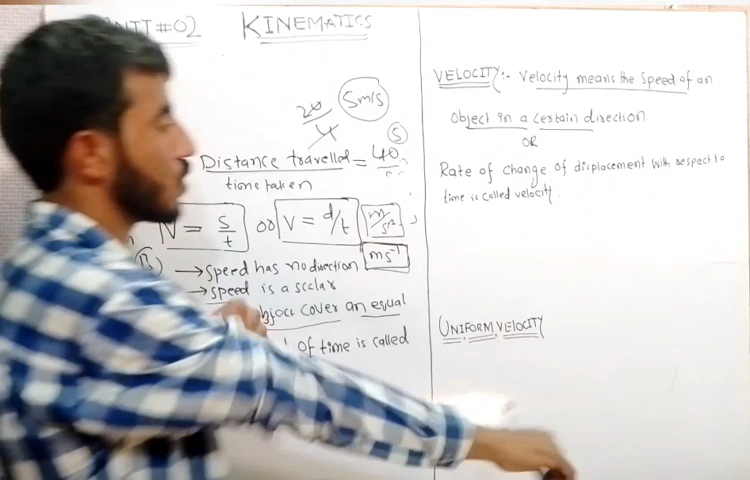 UNIT #02 KINEMATICS
20/4 5m/s
Distance travelled = 40
time taken
V = s/t or V = d/t
ms⁻¹
→ Speed has no direction
→ speed is a scalar
object cover an equal
of time is called
VELOCITY:- Velocity means the speed of an
object in a certain direction.
OR
Rate of change of displacement with respect to
time is called velocity.
UNIFORM VELOCITY